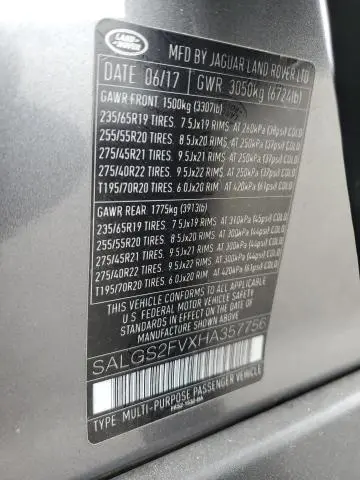 LAND ROVER
MFD BY JAGUAR LAND ROVER LTD
DATE 06/17 GWR 3050kg (6724lb)
GAWR FRONT 1500kg (3307lb)
235/65R19 TIRES. 7.5Jx19 RIMS. AT 260kPa (38psi) COLD
255/55R20 TIRES. 8.5Jx20 RIMS. AT 250kPa (37psi) COLD
275/45R21 TIRES. 9.5Jx21 RIMS. AT 250kPa (37psi) COLD
275/40R22 TIRES. 9.5Jx22 RIMS. AT 250kPa (37psi) COLD
T195/70R20 TIRES. 6.0Jx20 RIM. AT 420kPa (61psi) COLD
GAWR REAR 1775kg (3913lb)
235/65R19 TIRES. 7.5Jx19 RIMS. AT 310kPa (45psi) COLD
255/55R20 TIRES. 8.5Jx20 RIMS. AT 300kPa (44psi) COLD
275/45R21 TIRES. 9.5Jx21 RIMS. AT 300kPa (44psi) COLD
275/40R22 TIRES. 9.5Jx22 RIMS. AT 300kPa (44psi) COLD
T195/70R20 TIRES. 6.0Jx20 RIM. AT 420kPa (61psi) COLD
THIS VEHICLE CONFORMS TO ALL APPLICABLE
U.S. FEDERAL MOTOR VEHICLE SAFETY AND THEFT
PREVENTION STANDARDS IN EFFECT ON THE DATE
OF MANUFACTURE SHOWN ABOVE.
SALGS2FVXHA357756
TYPE: MULTI-PURPOSE PASSENGER VEHICLE